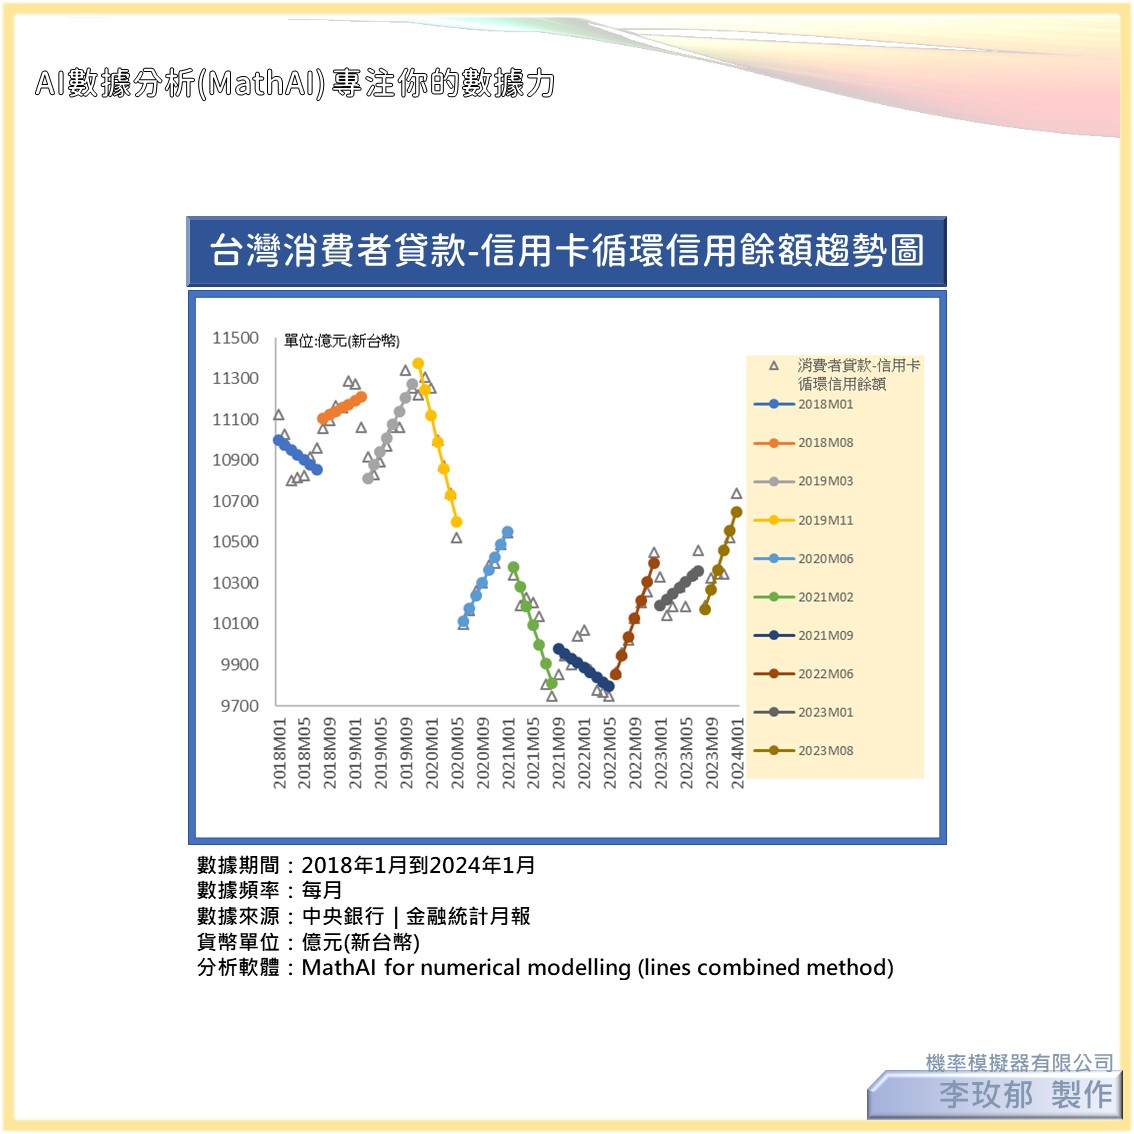 AI數據分析(MathAI) 專注你的數據力
台灣消費者貸款-信用卡循環信用餘額趨勢圖
單位:億元(新台幣)
11500
11300
11100
10900
10700
10500
10300
10100
9900
9700
2018M01
2018M05
2018M09
2019M01
2019M05
2019M09
2020M01
2020M05
2020M09
2021M01
2021M05
2021M09
2022M01
2022M05
2022M09
2023M01
2023M05
2023M09
2024M01
消費者貸款-信用卡
循環信用餘額
2018M01
2018M08
2019M03
2019M11
2020M06
2021M02
2021M09
2022M06
2023M01
2023M08
數據期間：2018年1月到2024年1月
數據頻率：每月
數據來源：中央銀行 | 金融統計月報
貨幣單位：億元(新台幣)
分析軟體：MathAI for numerical modelling (lines combined method)
機率模擬器有限公司
李玫郁 製作